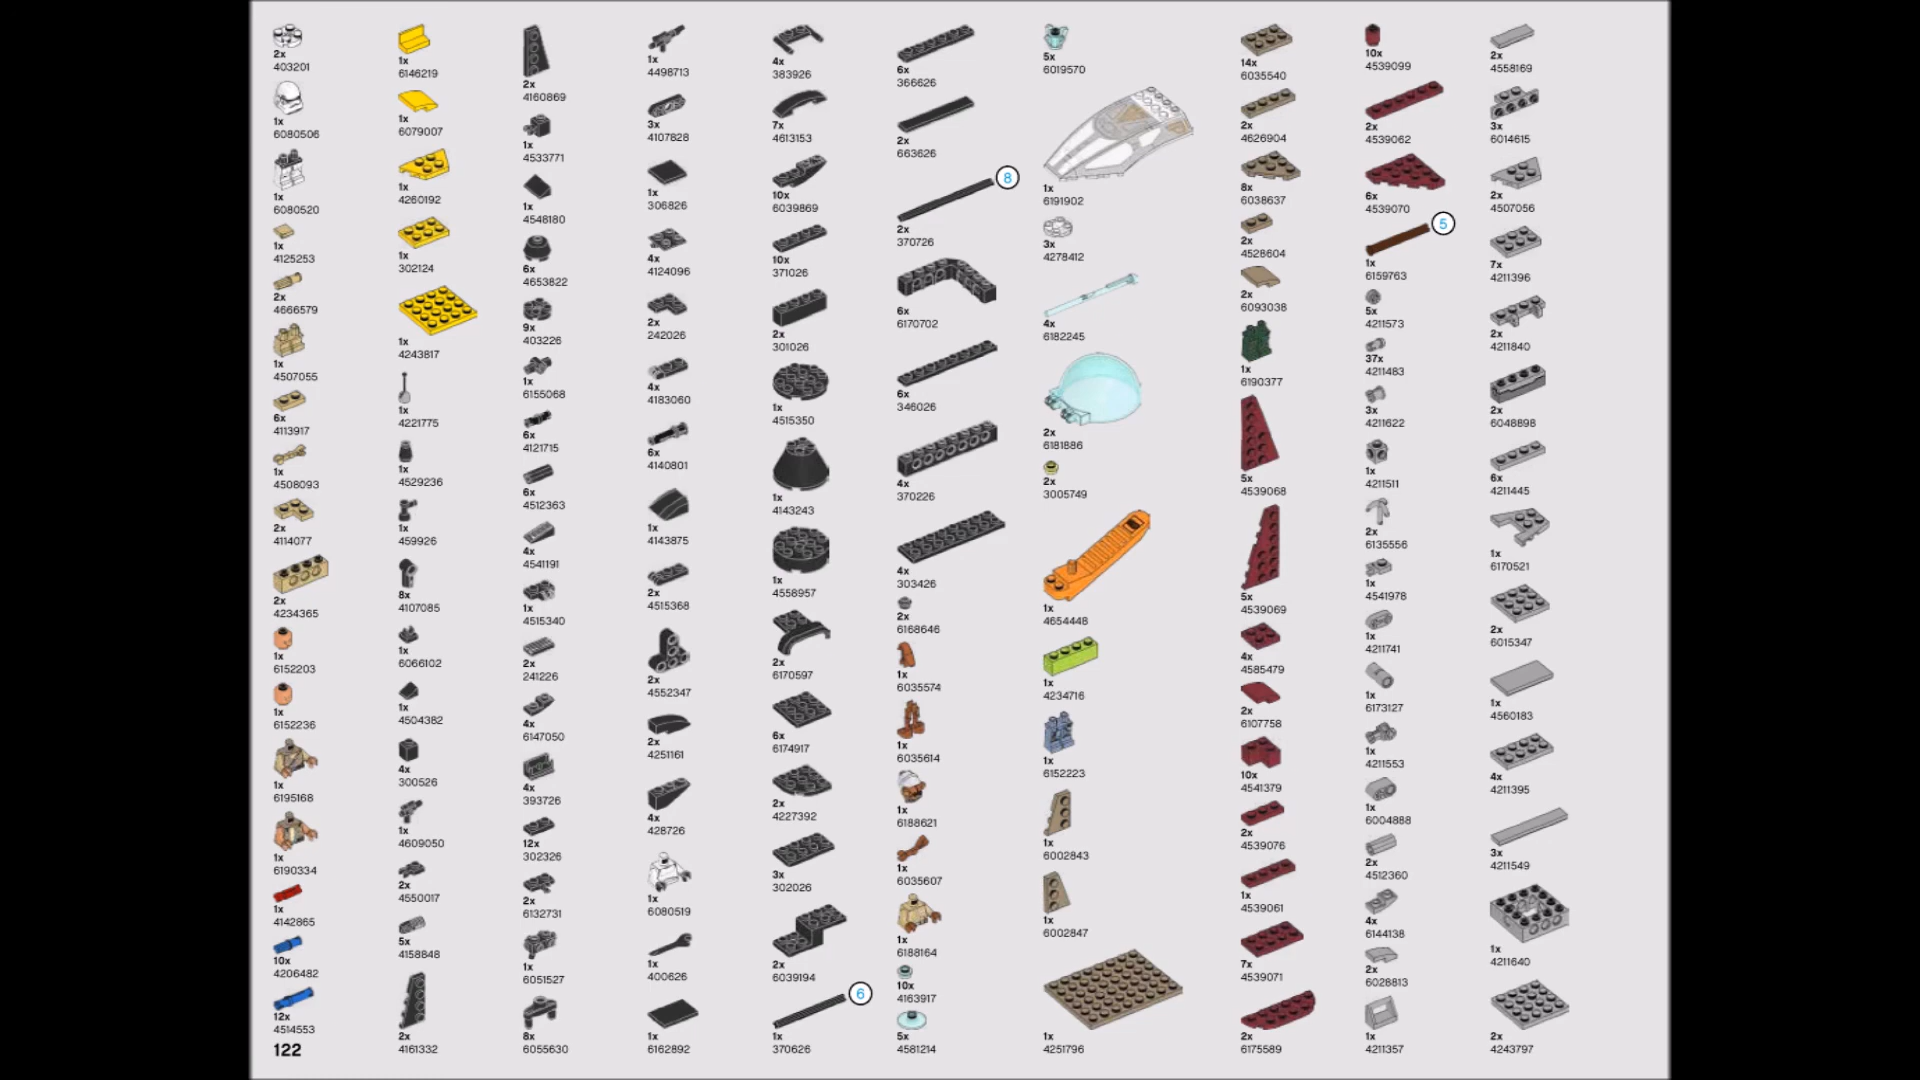 2x
403201
1x
6080506
1x
6080520
1x
4125253
2x
4666579
1x
4507055
6x
4113917
1x
4508093
2x
4114077
2x
4234365
1x
6152203
1x
6152236
1x
6195168
1x
6190334
1x
4142865
10x
4206482
12x
4514553
122
1x
6146219
1x
6079007
1x
4260192
1x
302124
1x
4243817
1x
4221775
1x
4529236
1x
459926
8x
4107085
1x
6066102
1x
4504382
4x
300526
1x
4609050
2x
4550017
5x
4158848
2x
4161332
2x
4160869
1x
4533771
1x
4548180
6x
4653822
9x
403226
1x
6155068
6x
4121715
6x
4512363
4x
4541191
1x
4515340
2x
241226
4x
6147050
4x
393726
12x
302326
2x
6132731
1x
6051527
8x
6055630
1x
4498713
3x
4107828
1x
306826
4x
4124096
2x
242026
4x
4183060
6x
4140801
1x
4143875
2x
4515368
2x
4552347
2x
4251161
4x
428726
1x
6080519
1x
400626
1x
6162892
4x
383926
7x
4613153
10x
6039869
10x
371026
2x
301026
1x
4515350
1x
4143243
1x
4558957
2x
6170597
6x
6174917
2x
4227392
3x
302026
2x
6039194
6
1x
370626
6x
366626
2x
663626
8
2x
370726
6x
6170702
6x
346026
4x
370226
4x
303426
2x
6168646
1x
6035574
1x
6035614
1x
6188621
1x
6035607
1x
6188164
10x
4163917
5x
4581214
5x
6019570
1x
6191902
3x
4278412
4x
6182245
2x
6181886
2x
3005749
1x
4654448
1x
4234716
1x
6152223
1x
6002843
1x
6002847
1x
4251796
14x
6035540
2x
4626904
8x
6038637
2x
4528604
2x
6093038
1x
6190377
5x
4539068
5x
4539069
4x
4585479
2x
6107758
10x
4541379
2x
4539076
1x
4539061
7x
4539071
2x
6175589
10x
4539099
2x
4539062
6x
4539070
5
1x
6159763
5x
4211573
37x
4211483
3x
4211622
1x
4211511
2x
6135556
1x
4541978
1x
4211741
1x
6173127
1x
4211553
1x
6004888
2x
4512360
4x
6144138
2x
6028813
1x
4211357
2x
4558169
3x
6014615
2x
4507056
7x
4211396
2x
4211840
2x
6048898
6x
4211445
1x
6170521
2x
6015347
1x
4560183
4x
4211395
3x
4211549
1x
4211640
2x
4243797